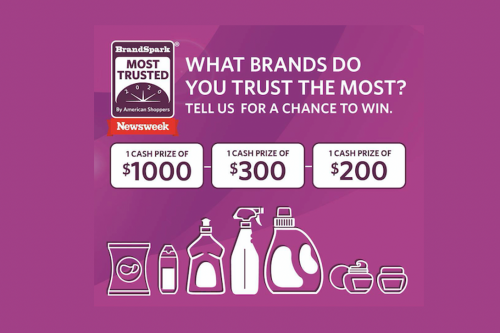 BrandSpark®
MOST
TRUSTED
2020
By American Shoppers
Newsweek
WHAT BRANDS DO
YOU TRUST THE MOST?
TELL US FOR A CHANCE TO WIN.
1 CASH PRIZE OF
$1000
1 CASH PRIZE OF
$300
1 CASH PRIZE OF
$200